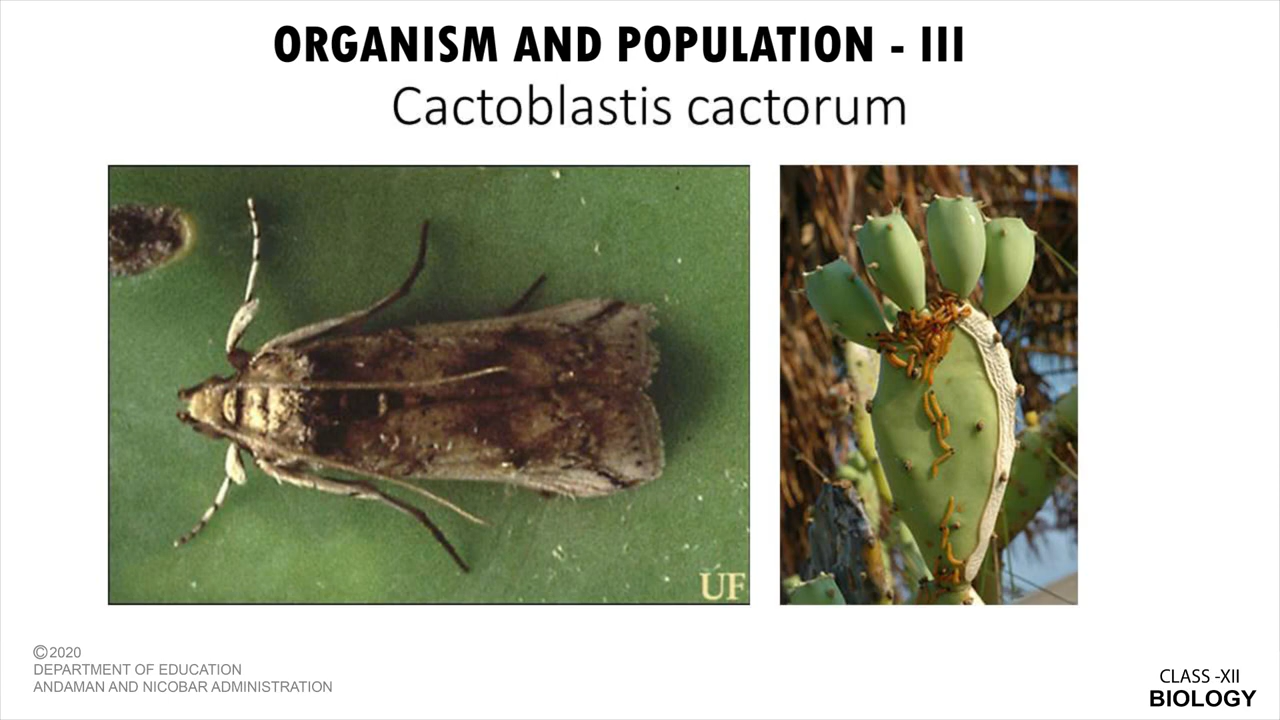 ORGANISM AND POPULATION - III
Cactoblastis cactorum
UF
©2020
DEPARTMENT OF EDUCATION
ANDAMAN AND NICOBAR ADMINISTRATION
CLASS -XII
BIOLOGY